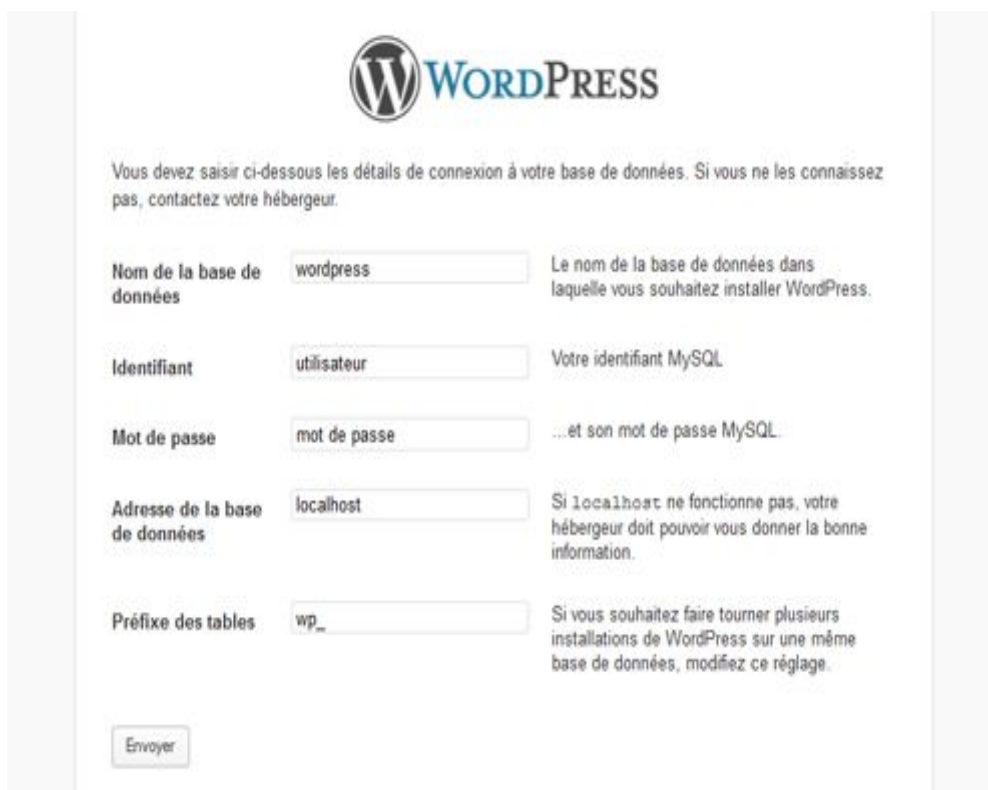 WORDPRESS
Vous devez saisir ci-dessous les détails de connexion à votre base de données. Si vous ne les connaissez
pas, contactez votre hébergeur.
Nom de la base de
données
wordpress
Le nom de la base de données dans
laquelle vous souhaitez installer WordPress.
Identifiant
utilisateur
Votre identifiant MySQL
Mot de passe
mot de passe
…et son mot de passe MySQL.
Adresse de la base
de données
localhost
Si localhost ne fonctionne pas, votre
hébergeur doit pouvoir vous donner la bonne
information.
Préfixe des tables
wp_
Si vous souhaitez faire tourner plusieurs
installations de WordPress sur une même
base de données, modifiez ce réglage.
Envoyer